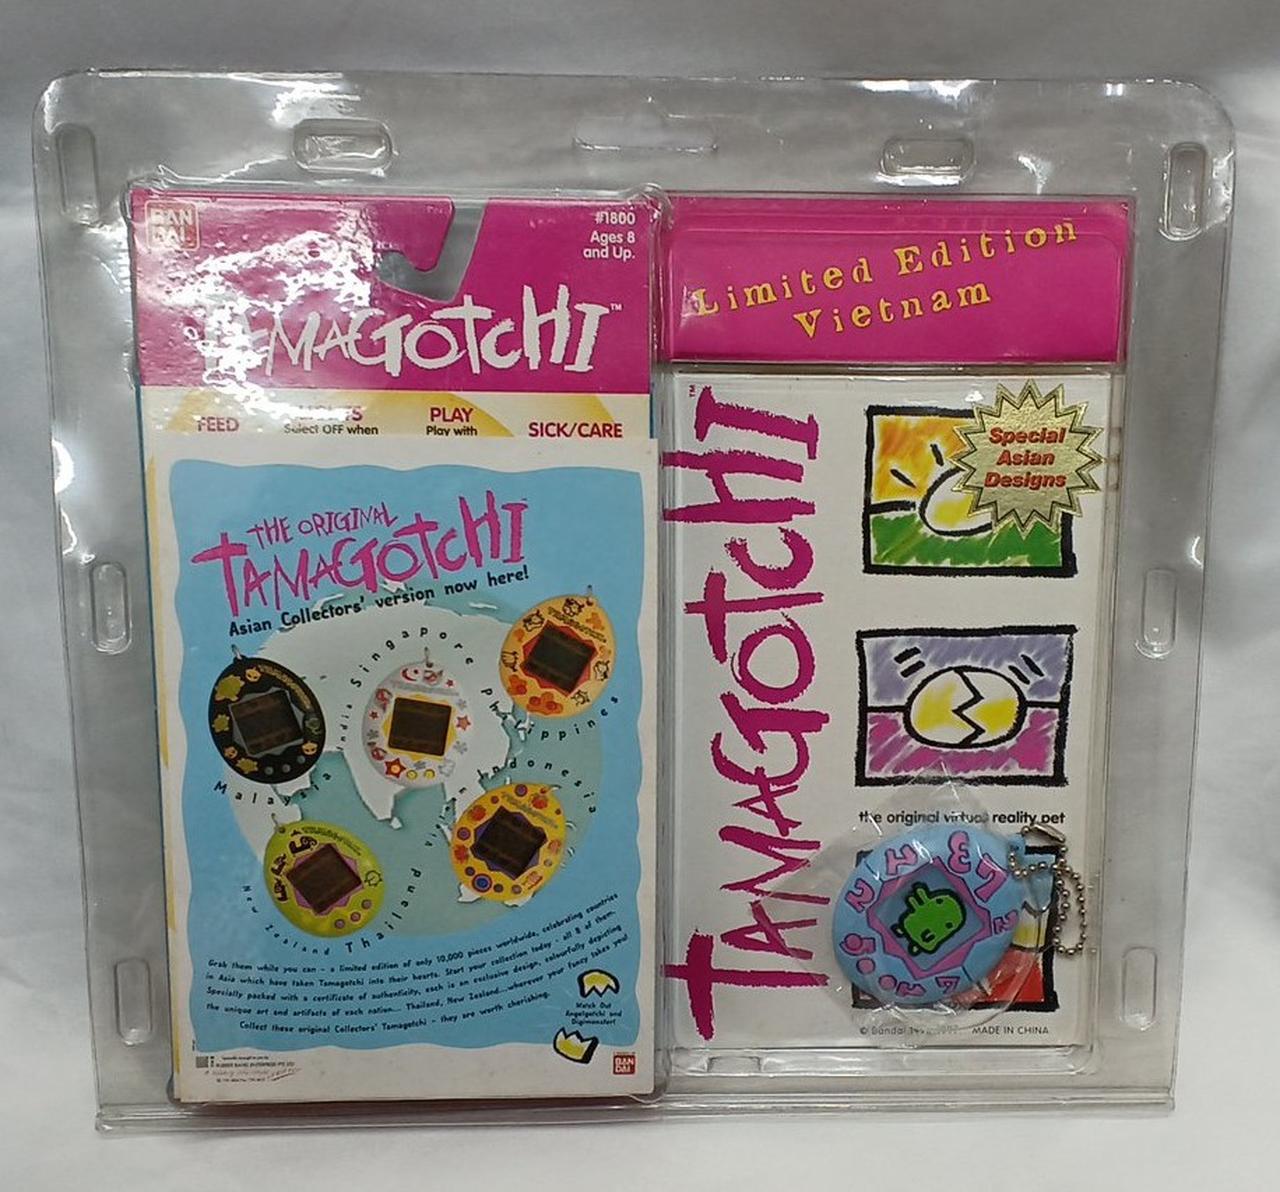 BAN
DAI
#1800
Ages 8
and Up.
TAMAGOTCHI™
FEED
LIGHTS
Select OFF when
PLAY
Play with
SICK/CARE
THE ORIGINAL
TAMAGOTCHI
Asian Collectors' version now here!
Singapore
Philippines
India
Malaysia
Indonesia
New Zealand
Thailand
Grab them while you can - a limited edition of only 10,000 pieces worldwide, celebrating countries
in Asia which have taken Tamagotchi into their hearts. Start your collection today - all 8 of them.
Specially packed with a certificate of authenticity, each is an exclusive design, colourfully depicting
the unique art and artifacts of each nation... Thailand, New Zealand...wherever your fancy takes you!
Collect these original Collectors' Tamagotchi - they are worth cherishing.
Watch Out
Angelgotchi and
Digimonster!
BAN
DAI
Limited Edition
Vietnam
TAMAGOTCHI™
Special
Asian
Designs
the original virtual reality pet
© Bandai
MADE IN CHINA